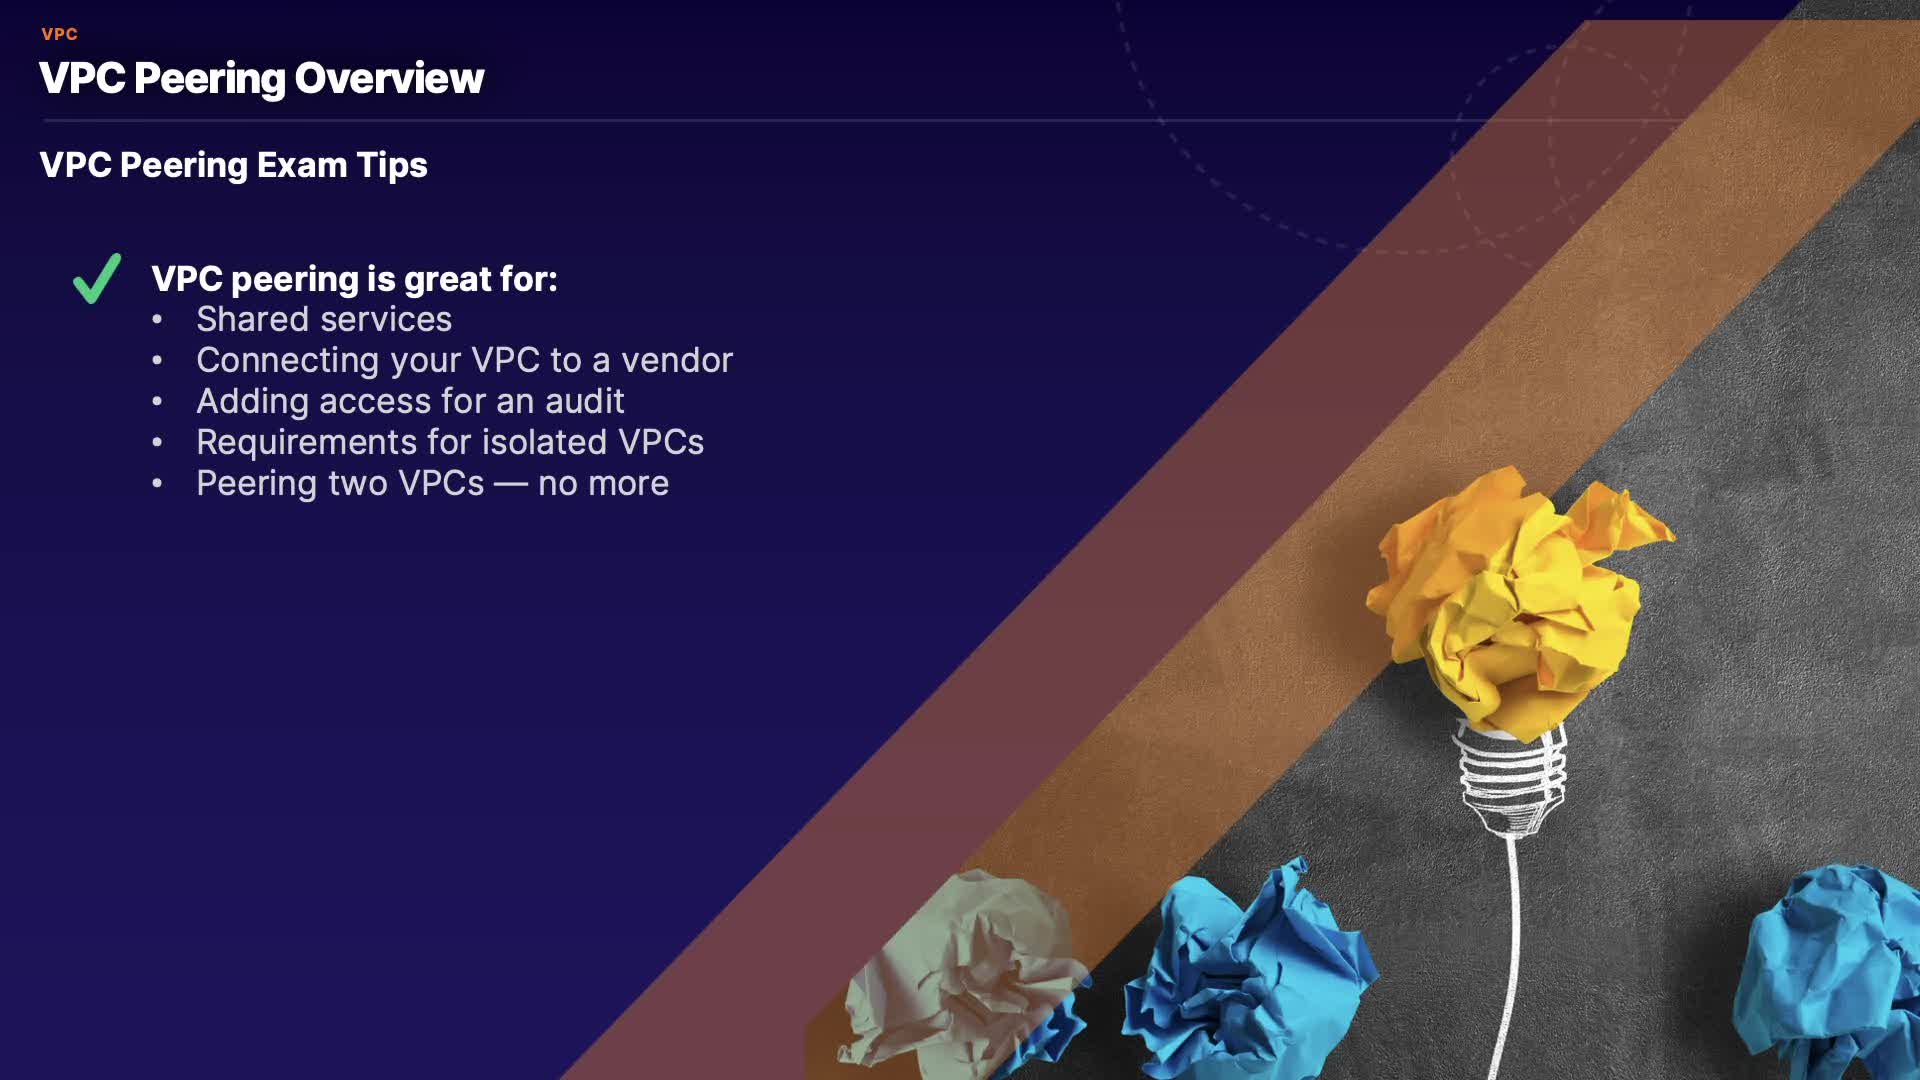 VPC
VPC Peering Overview
VPC Peering Exam Tips
VPC peering is great for:
• Shared services
• Connecting your VPC to a vendor
• Adding access for an audit
• Requirements for isolated VPCs
• Peering two VPCs — no more